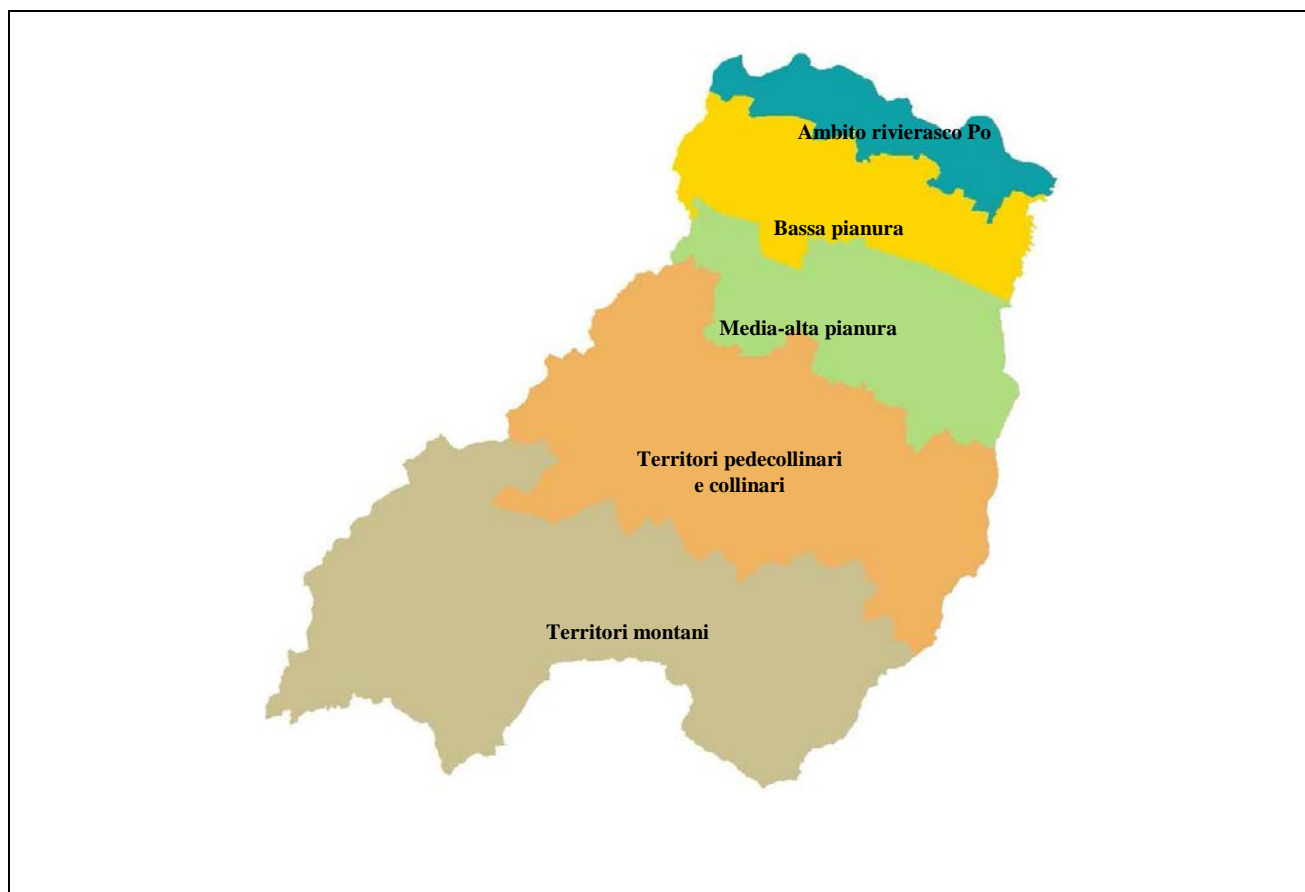 Ambito rivierasco Po
Bassa pianura
Media-alta pianura
Territori pedecollinari
e collinari
Territori montani